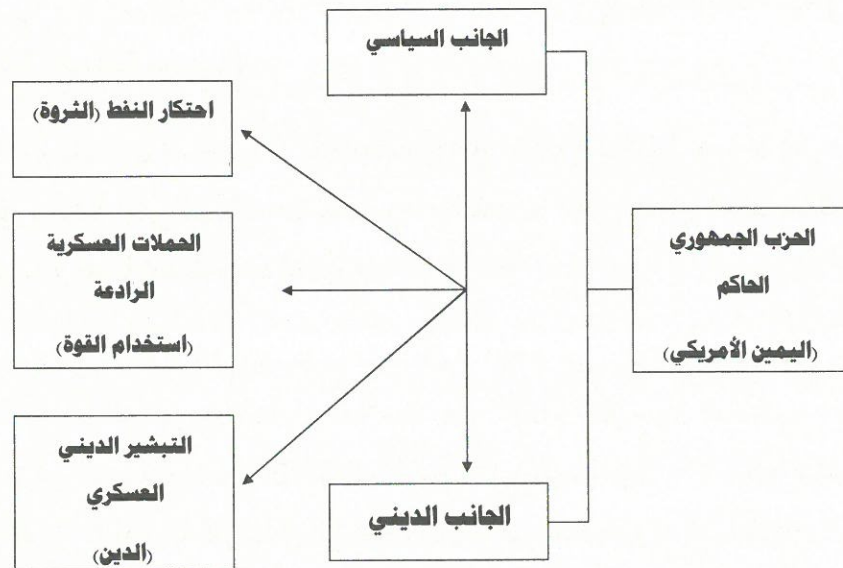 الجانب السياسي
الحزب الجمهوري
الحاكم
(اليمين الأمريكي)
الجانب الديني
احتكار النفط (الثروة)
الحملات العسكرية
الرادعة
(استخدام القوة)
التبشير الديني
العسكري
(الدين)